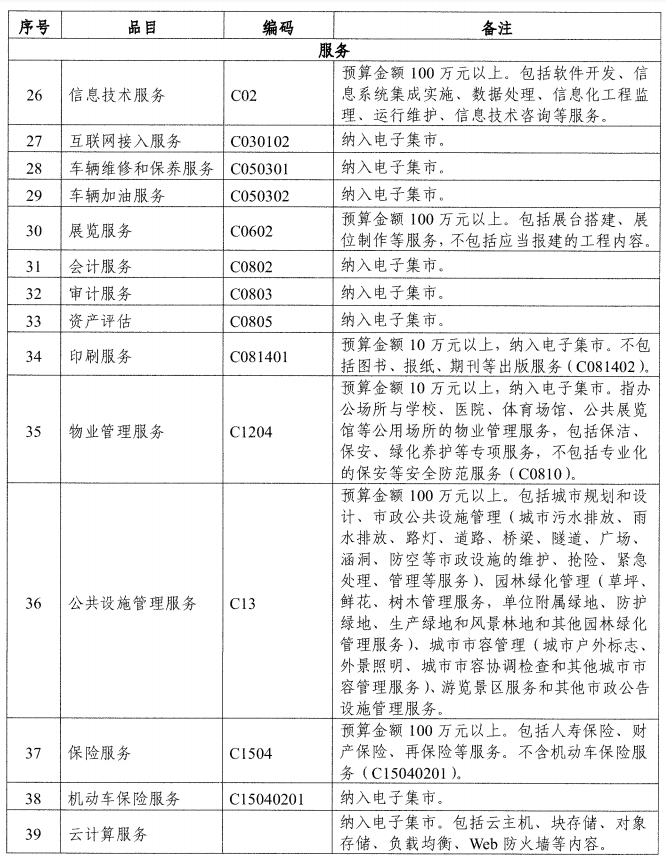 序号 品目 编码 备注
服务
26 信息技术服务 C02 预算金额 100 万元以上。包括软件开发、信
息系统集成实施、数据处理、信息化工程监
理、运行维护、信息技术咨询等服务。
27 互联网接入服务 C030102 纳入电子集市。
28 车辆维修和保养服务 C050301 纳入电子集市。
29 车辆加油服务 C050302 纳入电子集市。
30 展览服务 C0602 预算金额 100 万元以上。包括展台搭建、展
位制作等服务,不包括应当报建的工程内容。
31 会计服务 C0802 纳入电子集市。
32 审计服务 C0803 纳入电子集市。
33 资产评估 C0805 纳入电子集市。
34 印刷服务 C081401 预算金额 10 万元以上，纳入电子集市。不包
括图书、报纸、期刊等出版服务(C081402)。
35 物业管理服务 C1204 预算金额 10 万元以上，纳入电子集市。指办
公场所与学校、医院、体育场馆、公共展览
馆等公用场所的物业管理服务，包括保洁、
保安、绿化养护等专项服务，不包括专业化
的保安等安全防范服务(C0810)。
36 公共设施管理服务 C13 预算金额 100 万元以上。包括城市规划和设
计、市政公共设施管理(城市污水排放、雨
水排放、路灯、道路、桥梁、隧道、广场、
涵洞、防空等市政设施的维护、抢险、紧急
处理、管理等服务)、园林绿化管理(草坪、
鲜花、树木管理服务，单位附属绿地、防护
绿地、生产绿地和风景林地和其他园林绿化
管理服务)、城市市容管理(城市户外标志、
外景照明、城市市容协调检查和其他城市市
容管理服务)、游览景区服务和其他市政公告
设施管理服务。
37 保险服务 C1504 预算金额 100 万元以上。包括人寿保险、财
产保险、再保险等服务。不含机动车保险服
务(C15040201)。
38 机动车保险服务 C15040201 纳入电子集市。
39 云计算服务 纳入电子集市。包括云主机、块存储、对象
存储、负载均衡、Web 防火墙等内容。